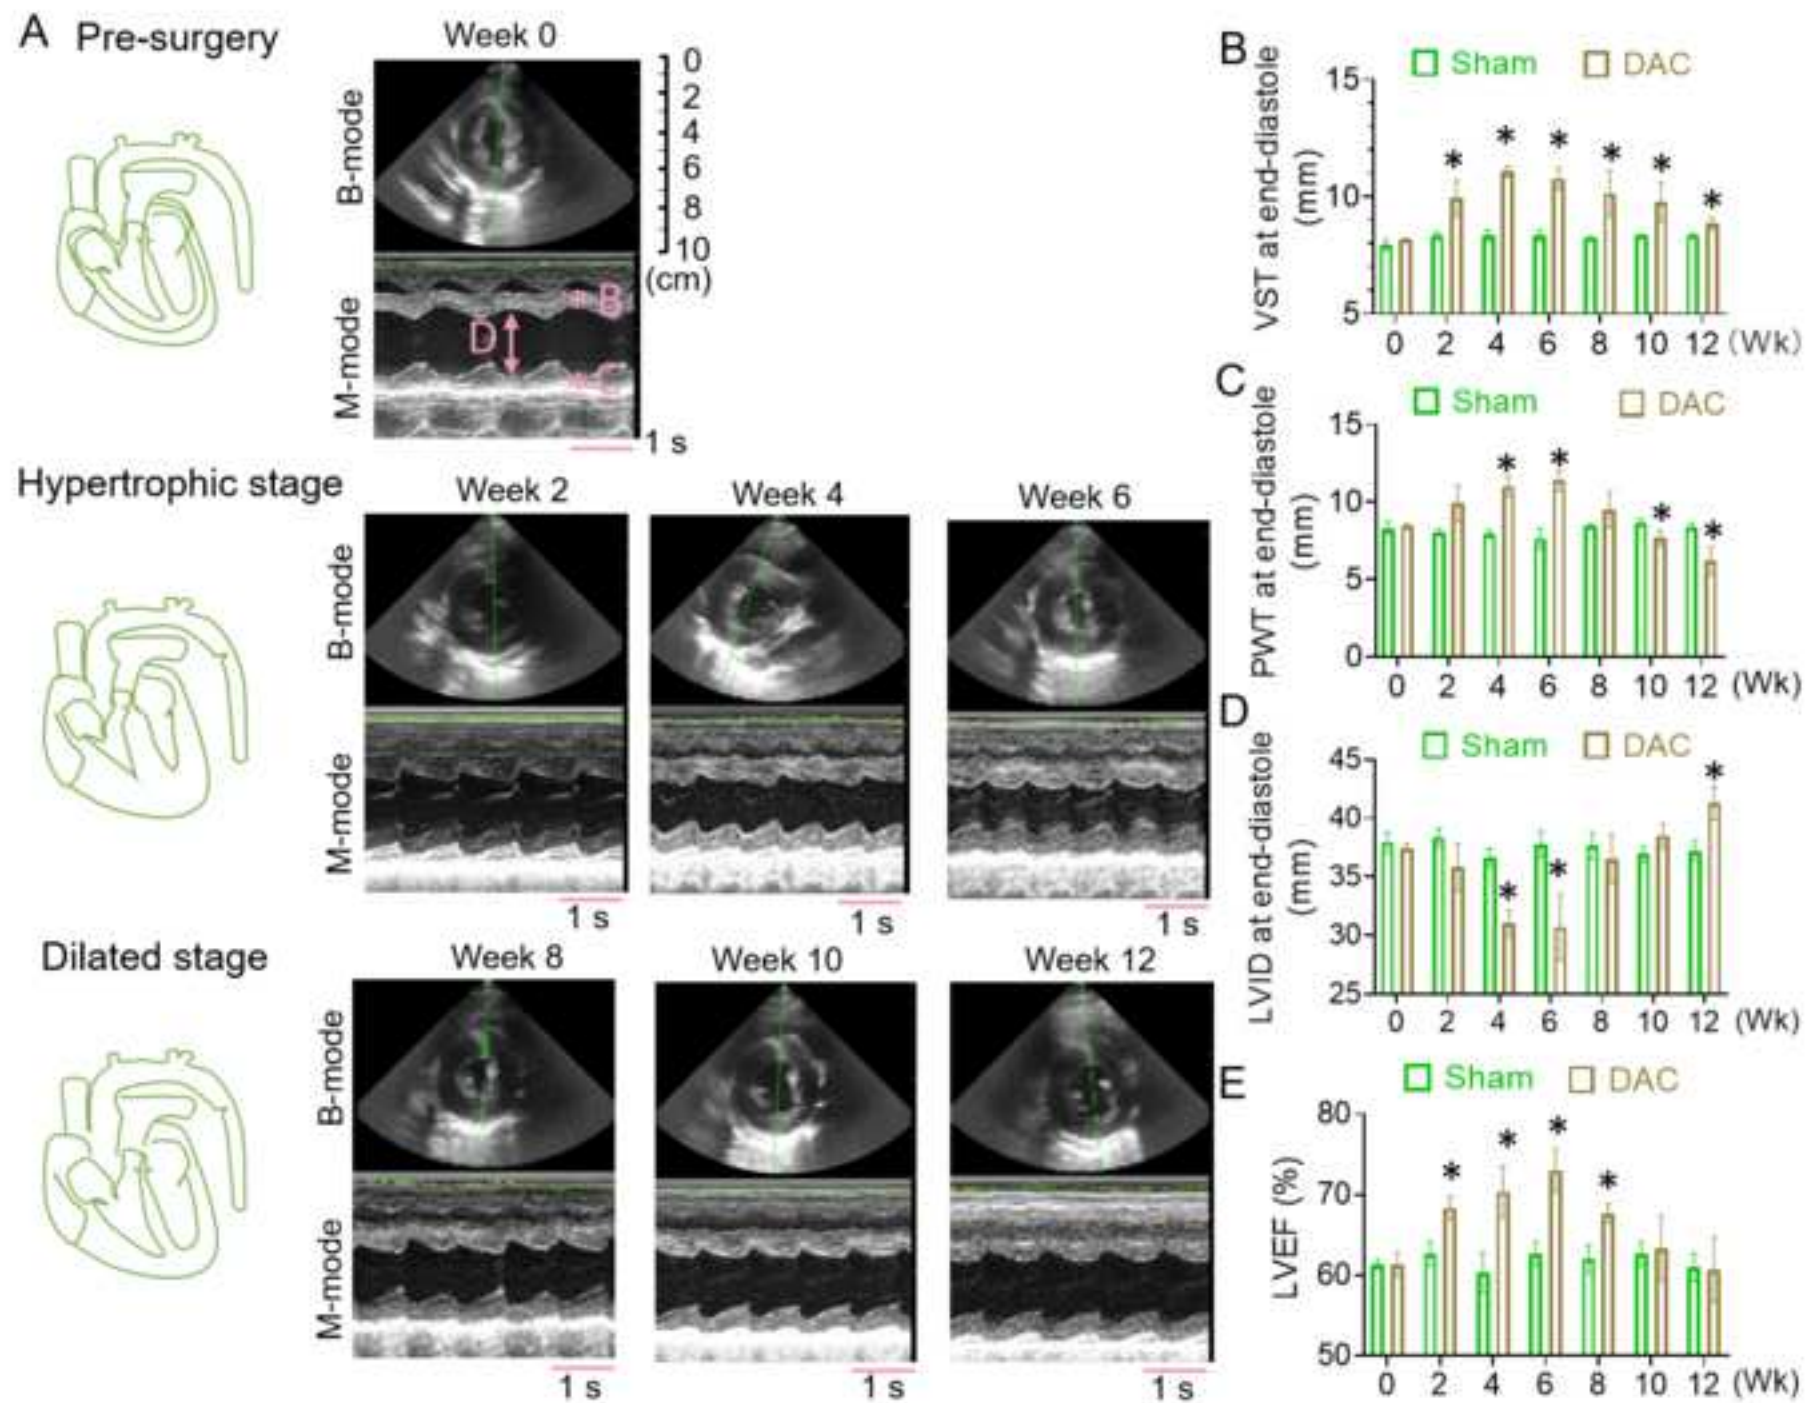 A Pre-surgery
Week 0
B-mode
M-mode
0
2
4
6
8
10
(cm)
B
D
C
1 s
Hypertrophic stage
Week 2
Week 4
Week 6
B-mode
M-mode
1 s
1 s
1 s
Dilated stage
Week 8
Week 10
Week 12
B-mode
M-mode
1 s
1 s
1 s
B
Sham
DAC
VST at end-diastole
(mm)
15
10
5
* * * * * *
0 2 4 6 8 10 12 (Wk)
C
Sham
DAC
PWT at end-diastole
(mm)
15
10
5
0
* * * *
0 2 4 6 8 10 12 (Wk)
D
Sham
DAC
LVID at end-diastole
(mm)
45
40
35
30
25
* * *
0 2 4 6 8 10 12 (Wk)
E
Sham
DAC
LVEF (%)
80
70
60
50
* * * *
0 2 4 6 8 10 12 (Wk)